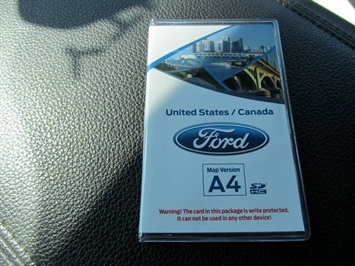 United States / Canada
Ford
Map Version
A4
SD
HC
Warning! The card in this package is write protected.
It can not be used in any other device!